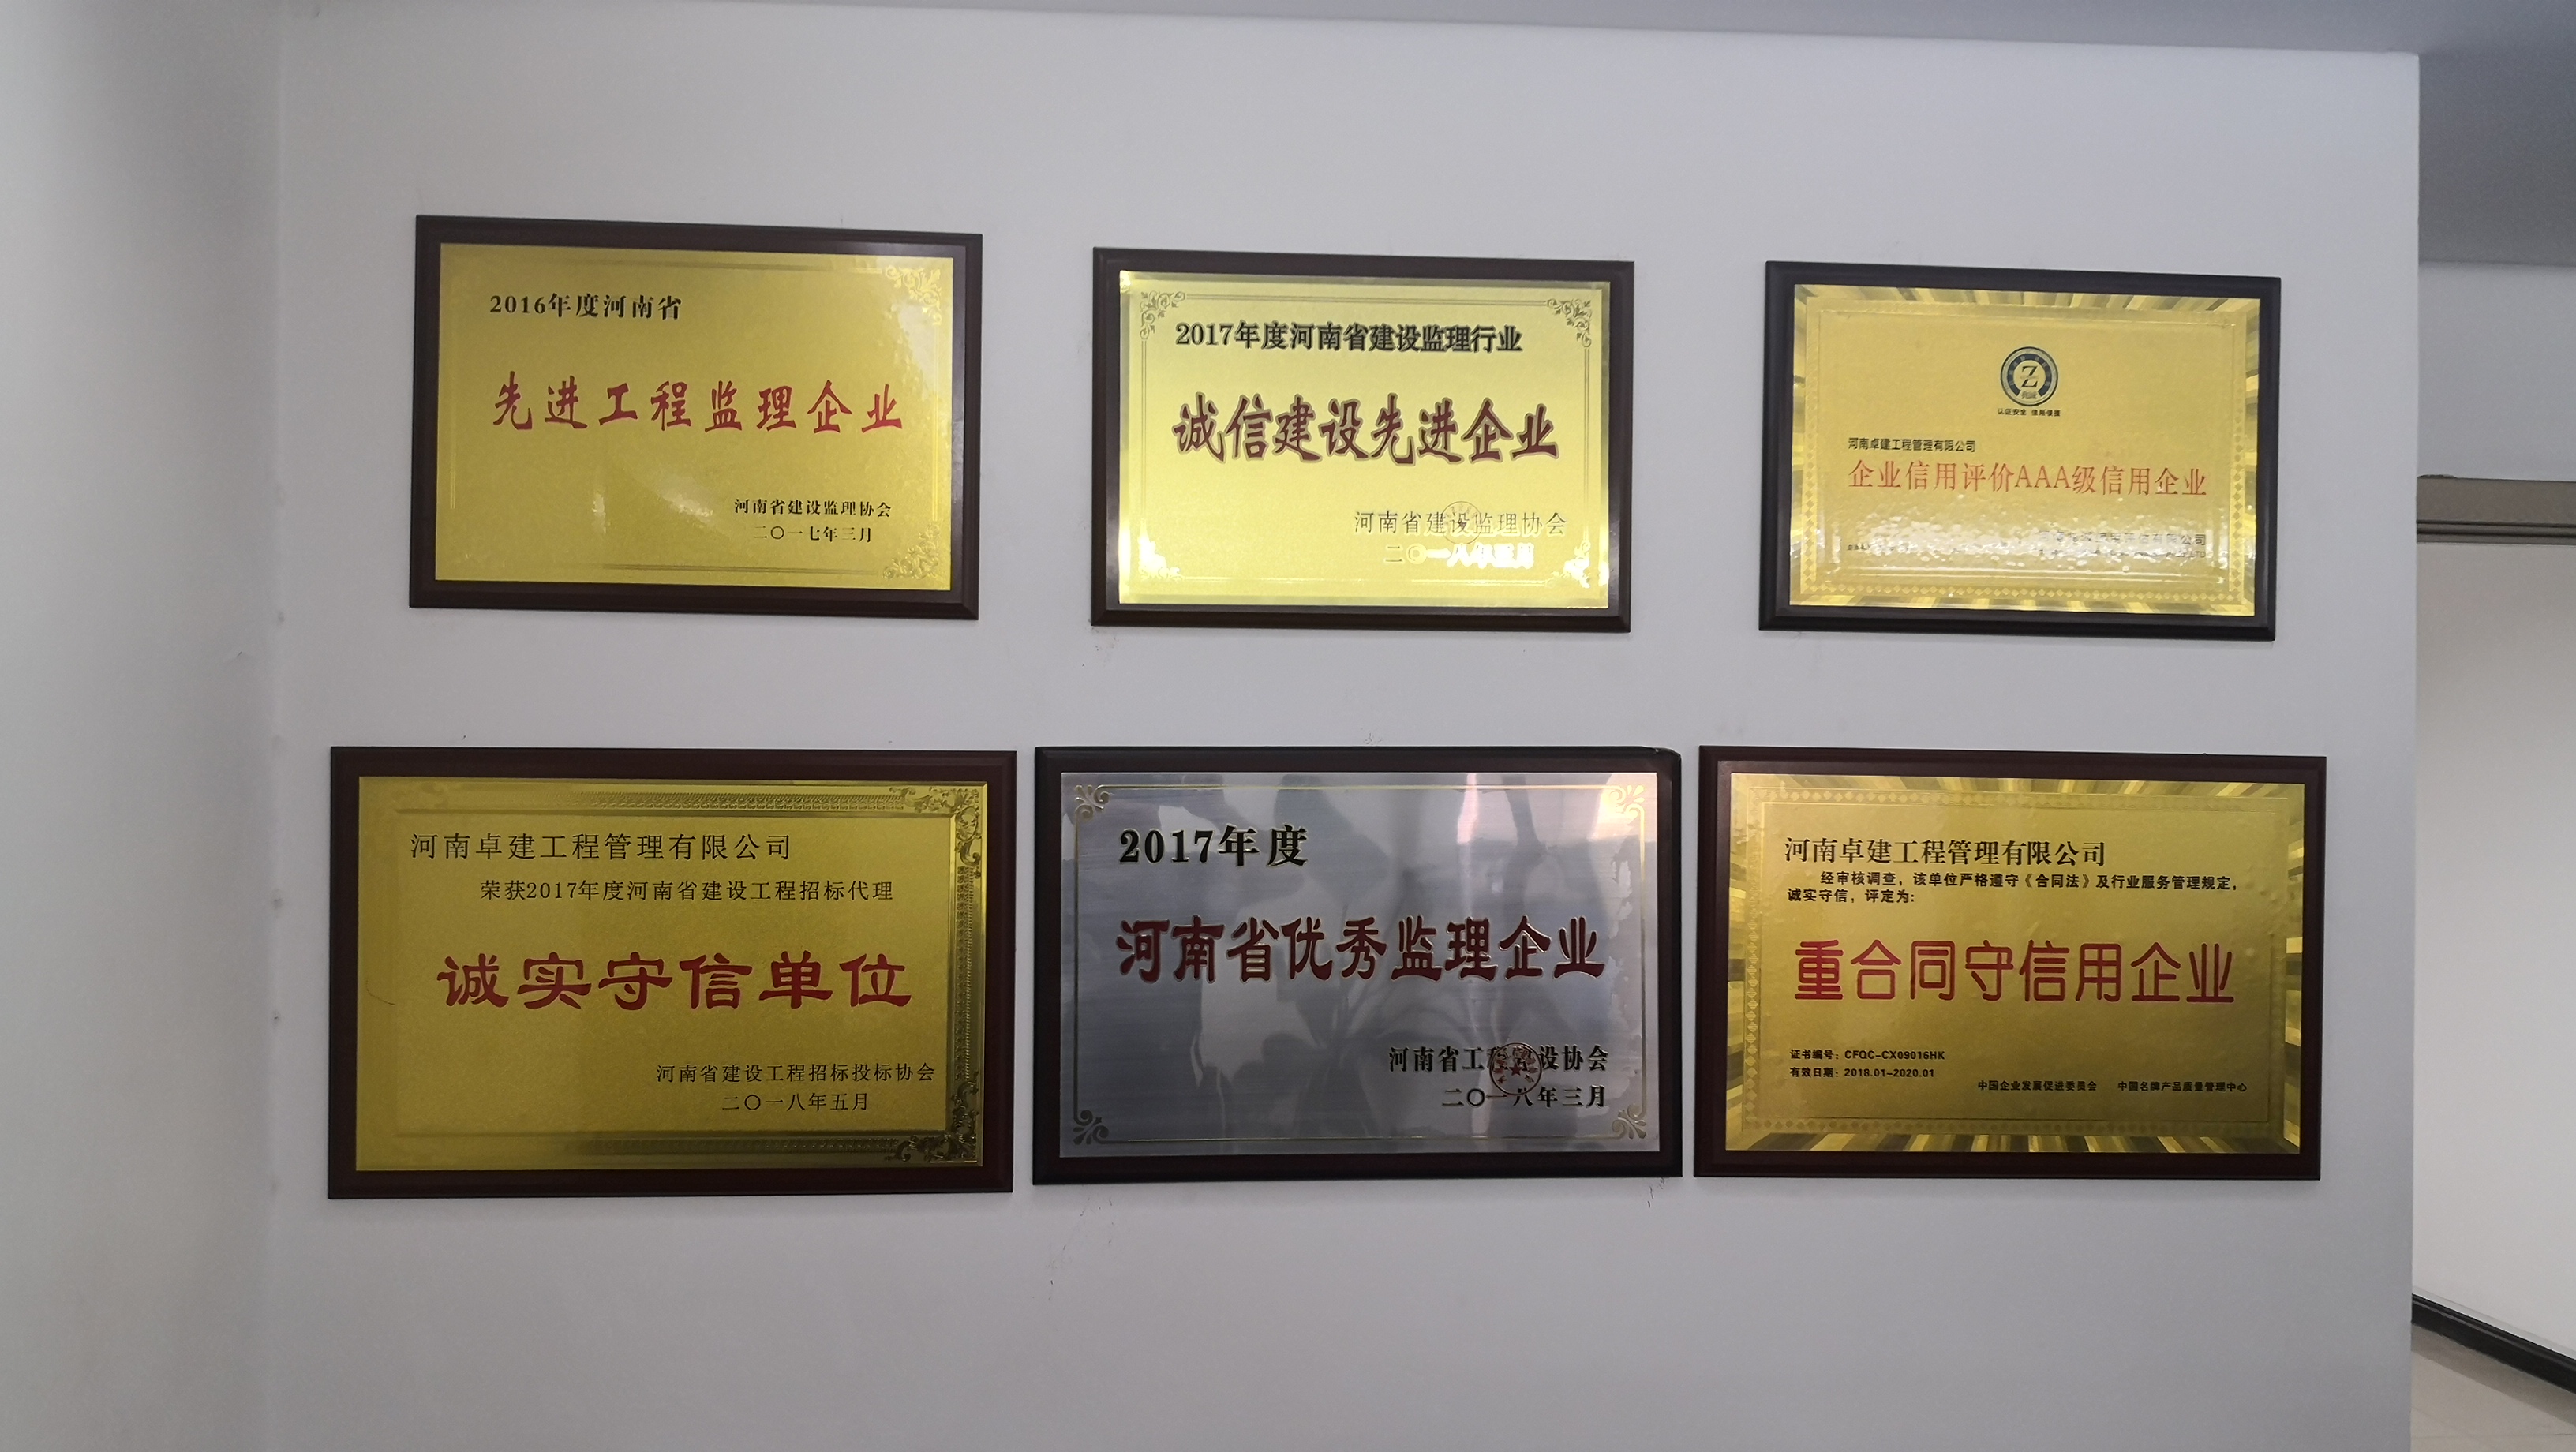 2016年度河南省
先进工程监理企业
河南省建设监理协会
二〇一七年三月
2017年度河南省建设监理行业
诚信建设先进企业
河南省建设监理协会
二〇一八年三月
Z
认证安全 信用保障
河南卓建工程管理有限公司
企业信用评价AAA级信用企业
有限公司
河南卓建工程管理有限公司
荣获2017年度河南省建设工程招标代理
诚实守信单位
河南省建设工程招标投标协会
二〇一八年五月
2017年度
河南省优秀监理企业
河南省工程建设协会
二〇一八年三月
河南卓建工程管理有限公司
经审核调查，该单位严格遵守《合同法》及行业服务管理规定，
诚实守信，评定为：
重合同守信用企业
证书编号：CFQC-CX09016HK
有效日期：2018.01-2020.01
中国企业发展促进委员会 中国名牌产品质量管理中心